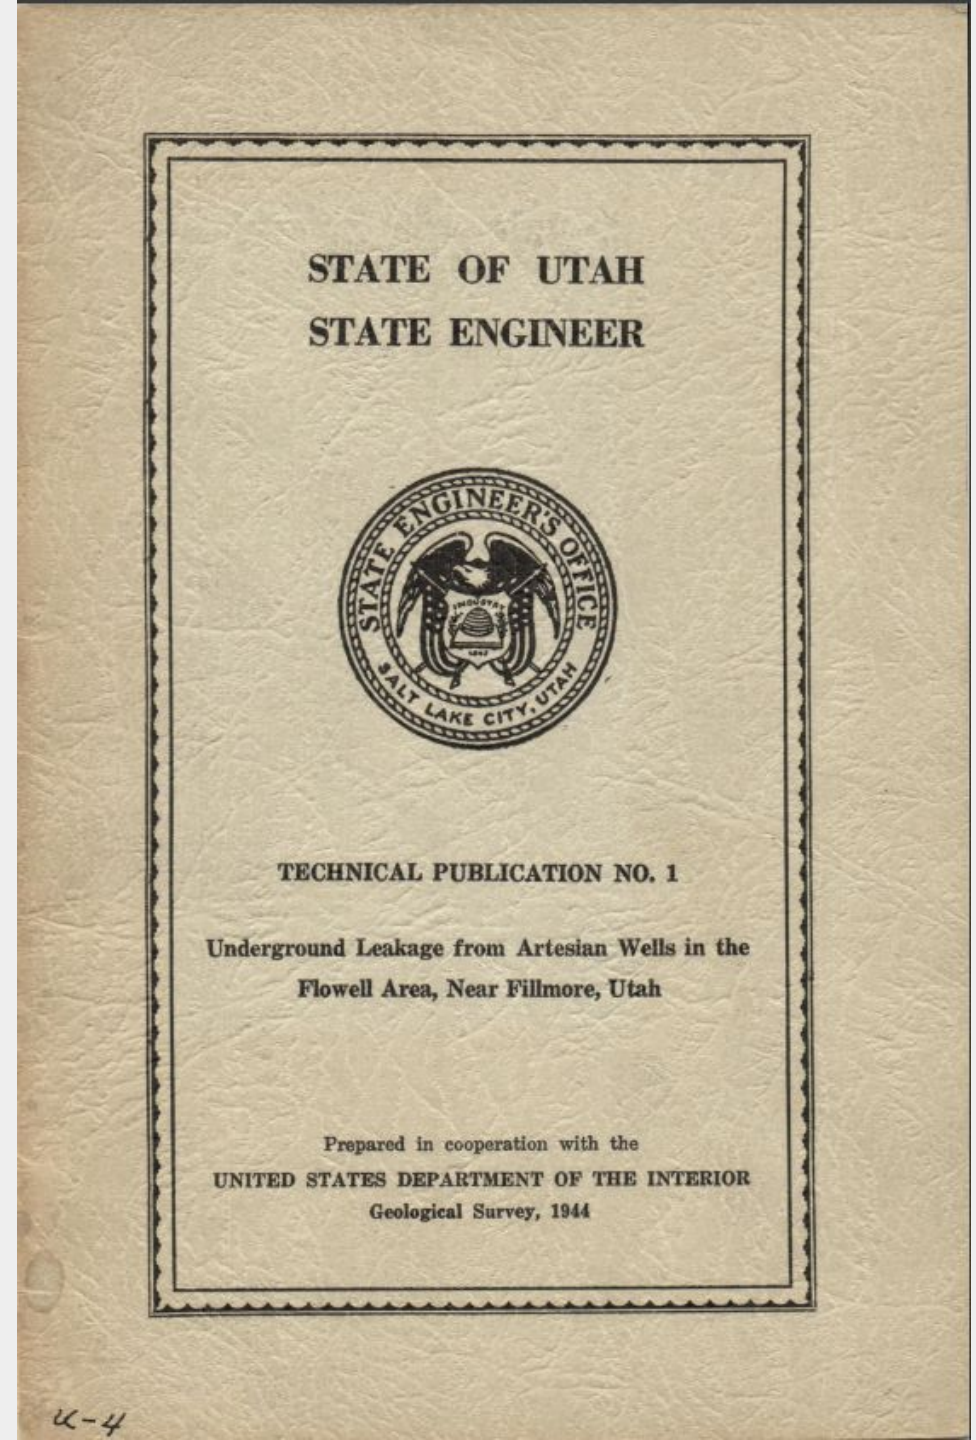 STATE OF UTAH
STATE ENGINEER
STATE ENGINEER'S OFFICE
INDUSTRY
1847
SALT LAKE CITY, UTAH
TECHNICAL PUBLICATION NO. 1
Underground Leakage from Artesian Wells in the
Flowell Area, Near Fillmore, Utah
Prepared in cooperation with the
UNITED STATES DEPARTMENT OF THE INTERIOR
Geological Survey, 1944
U-4